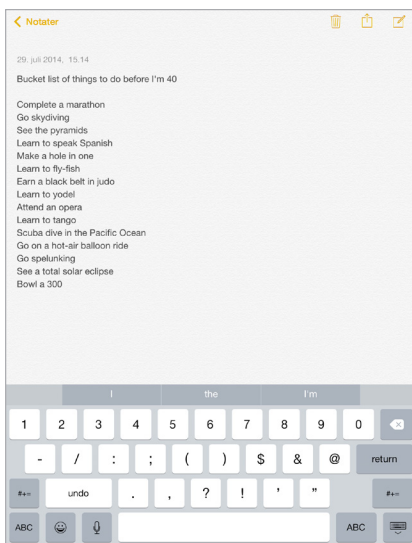 Notater
29. juli 2014, 15.14
Bucket list of things to do before I'm 40
Complete a marathon
Go skydiving
See the pyramids
Learn to speak Spanish
Make a hole in one
Learn to fly-fish
Earn a black belt in judo
Learn to yodel
Attend an opera
Learn to tango
Scuba dive in the Pacific Ocean
Go on a hot-air balloon ride
Go spelunking
See a total solar eclipse
Bowl a 300
I the I'm
1 2 3 4 5 6 7 8 9 0
- / : ; ( ) $ & @ return
#+= undo . , ? ! ' " #+=
ABC ABC